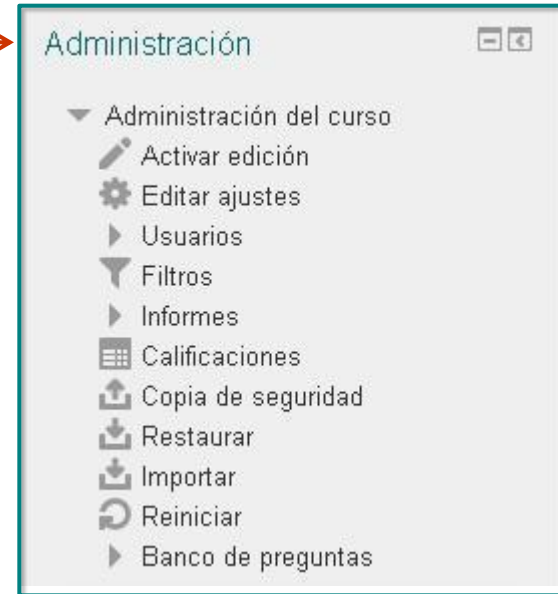 Administración
Administración del curso
Activar edición
Editar ajustes
Usuarios
Filtros
Informes
Calificaciones
Copia de seguridad
Restaurar
Importar
Reiniciar
Banco de preguntas